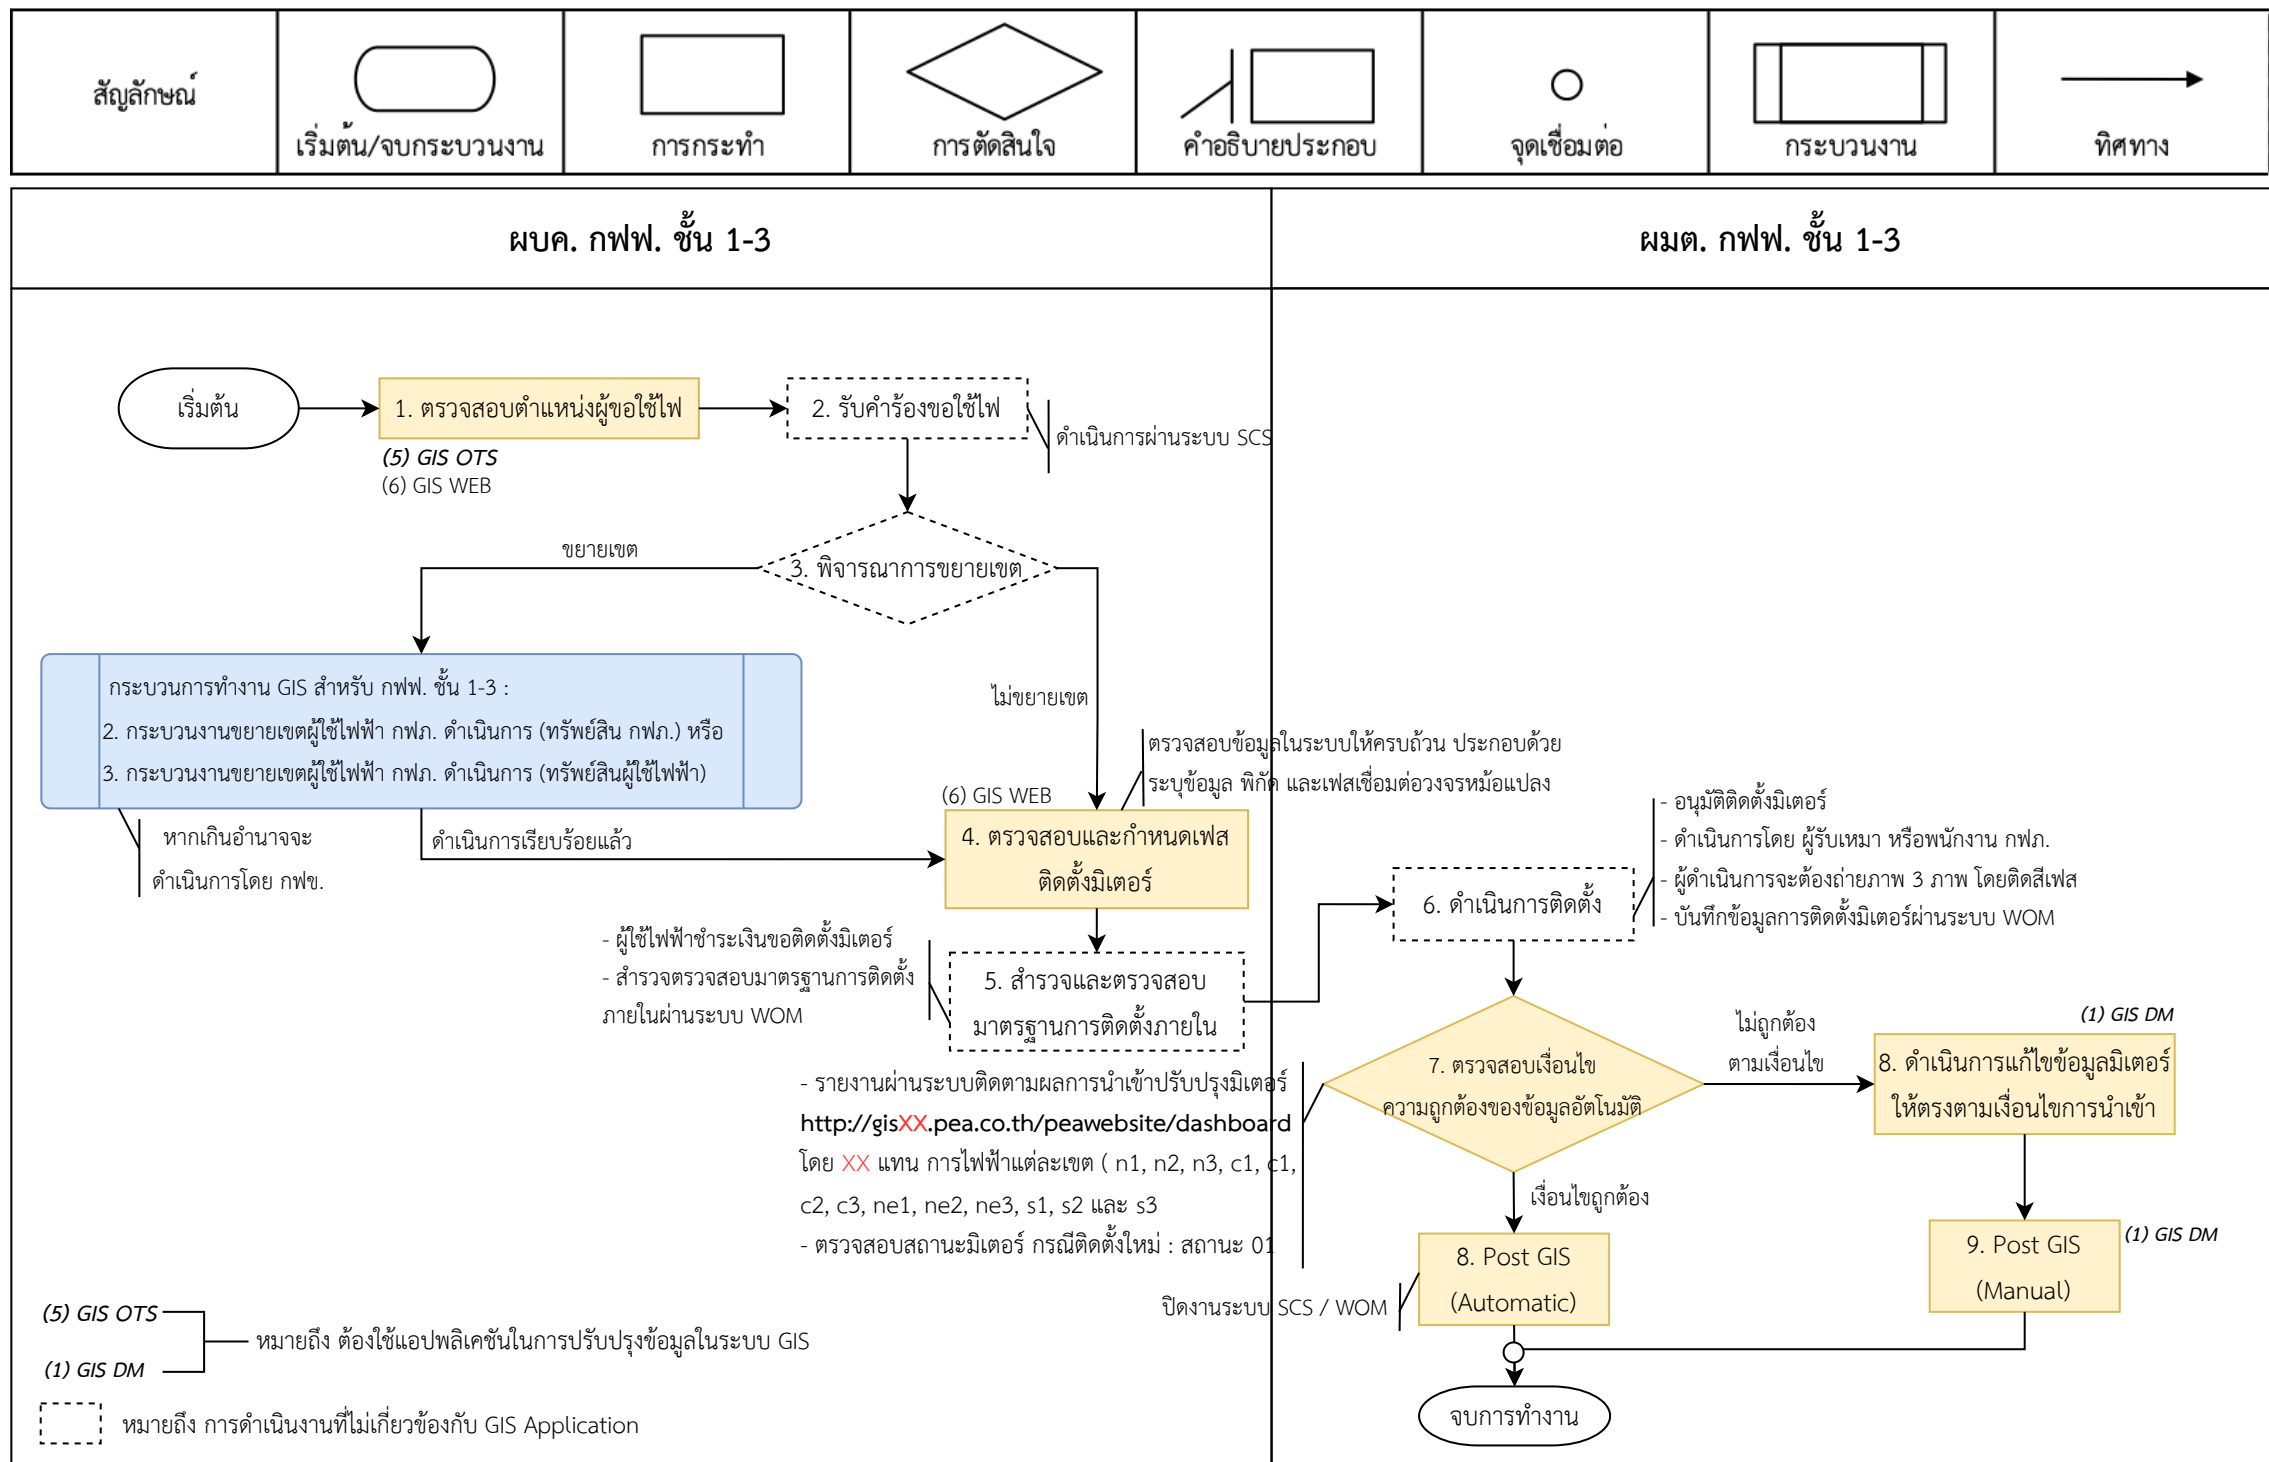 สัญลักษณ์
เริ่มต้น/จบกระบวนงาน
การกระทำ
การตัดสินใจ
คำอธิบายประกอบ
จุดเชื่อมต่อ
กระบวนงาน
ทิศทาง
ผบค. กฟฟ. ชั้น 1-3
ผมต. กฟฟ. ชั้น 1-3
เริ่มต้น
1. ตรวจสอบตำแหน่งผู้ขอใช้ไฟ
(5) GIS OTS
(6) GIS WEB
2. รับคำร้องขอใช้ไฟ
ดำเนินการผ่านระบบ SCS
3. พิจารณาการขยายเขต
ขยายเขต
ไม่ขยายเขต
กระบวนการทำงาน GIS สำหรับ กฟฟ. ชั้น 1-3 :
2. กระบวนงานขยายเขตผู้ใช้ไฟฟ้า กฟภ. ดำเนินการ (ทรัพย์สิน กฟภ.) หรือ
3. กระบวนงานขยายเขตผู้ใช้ไฟฟ้า กฟภ. ดำเนินการ (ทรัพย์สินผู้ใช้ไฟฟ้า)
หากเกินอำนาจจะ
ดำเนินการโดย กฟข.
ดำเนินการเรียบร้อยแล้ว
ตรวจสอบข้อมูลในระบบให้ครบถ้วน ประกอบด้วย
ระบุข้อมูล พิกัด และเฟสเชื่อมต่อวงจรหม้อแปลง
(6) GIS WEB
4. ตรวจสอบและกำหนดเฟส
ติดตั้งมิเตอร์
- ผู้ใช้ไฟฟ้าชำระเงินขอติดตั้งมิเตอร์
- สำรวจตรวจสอบมาตรฐานการติดตั้ง
ภายในผ่านระบบ WOM
5. สำรวจและตรวจสอบ
มาตรฐานการติดตั้งภายใน
6. ดำเนินการติดตั้ง
- อนุมัติติดตั้งมิเตอร์
- ดำเนินการโดย ผู้รับเหมา หรือพนักงาน กฟภ.
- ผู้ดำเนินการจะต้องถ่ายภาพ 3 ภาพ โดยติดสีเฟส
- บันทึกข้อมูลการติดตั้งมิเตอร์ผ่านระบบ WOM
7. ตรวจสอบเงื่อนไข
ความถูกต้องของข้อมูลอัตโนมัติ
- รายงานผ่านระบบติดตามผลการนำเข้าปรับปรุงมิเตอร์
http://gisXX.pea.co.th/peawebsite/dashboard
โดย XX แทน การไฟฟ้าแต่ละเขต ( n1, n2, n3, c1, c1,
c2, c3, ne1, ne2, ne3, s1, s2 และ s3
- ตรวจสอบสถานะมิเตอร์ กรณีติดตั้งใหม่ : สถานะ 01
ไม่ถูกต้อง
ตามเงื่อนไข
(1) GIS DM
8. ดำเนินการแก้ไขข้อมูลมิเตอร์
ให้ตรงตามเงื่อนไขการนำเข้า
เงื่อนไขถูกต้อง
8. Post GIS
(Automatic)
ปิดงานระบบ SCS / WOM
9. Post GIS
(Manual)
(1) GIS DM
จบการทำงาน
(5) GIS OTS
(1) GIS DM
หมายถึง ต้องใช้แอปพลิเคชันในการปรับปรุงข้อมูลในระบบ GIS
หมายถึง การดำเนินงานที่ไม่เกี่ยวข้องกับ GIS Application